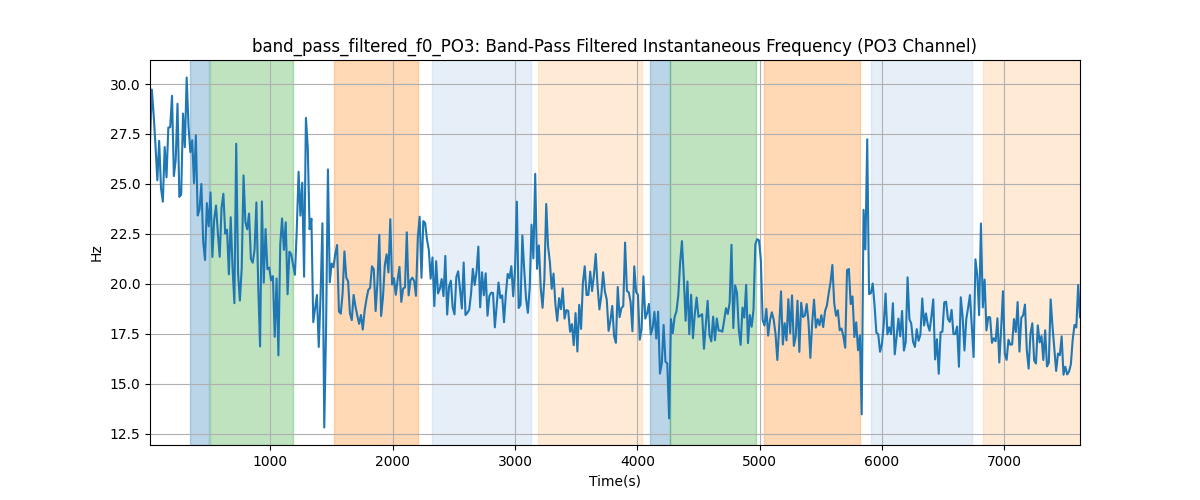 band_pass_filtered_f0_PO3: Band-Pass Filtered Instantaneous Frequency (PO3 Channel)
30.0
27.5
25.0
22.5
20.0
17.5
15.0
12.5
Hz
1000 2000 3000 4000 5000 6000 7000
Time(s)